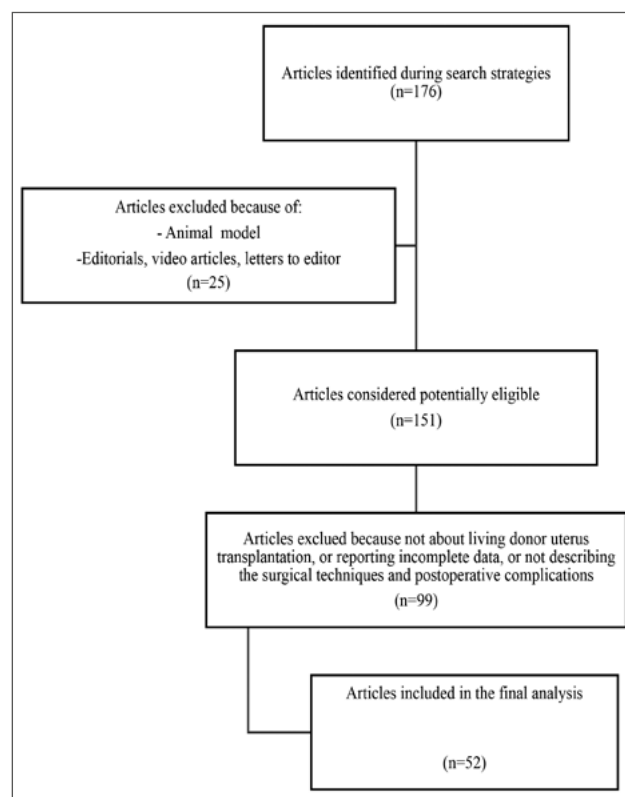 Articles identified during search strategies
(n=176)
Articles excluded because of:
- Animal model
-Editorials, video articles, letters to editor
(n=25)
Articles considered potentially eligible
(n=151)
Articles exclued because not about living donor uterus
transplantation, or reporting incomplete data, or not describing
the surgical techniques and postoperative complications
(n=99)
Articles included in the final analysis
(n=52)